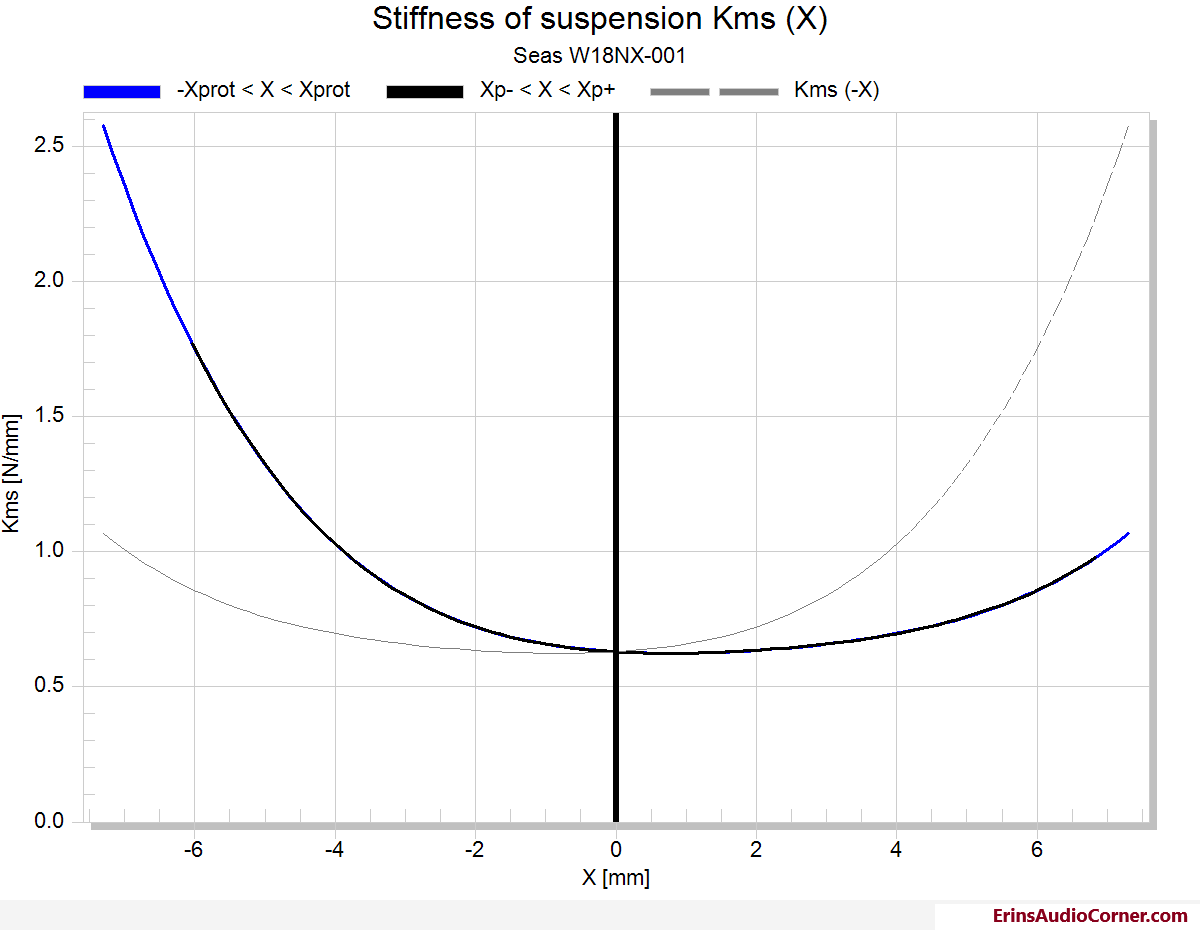 Stiffness of suspension Kms (X)
Seas W18NX-001
-Xprot < X < Xprot Xp- < X < Xp+ Kms (-X)
2.5
2.0
1.5
1.0
0.5
0.0
Kms [N/mm]
-6 -4 -2 0 2 4 6
X [mm]
ErinsAudioCorner.com